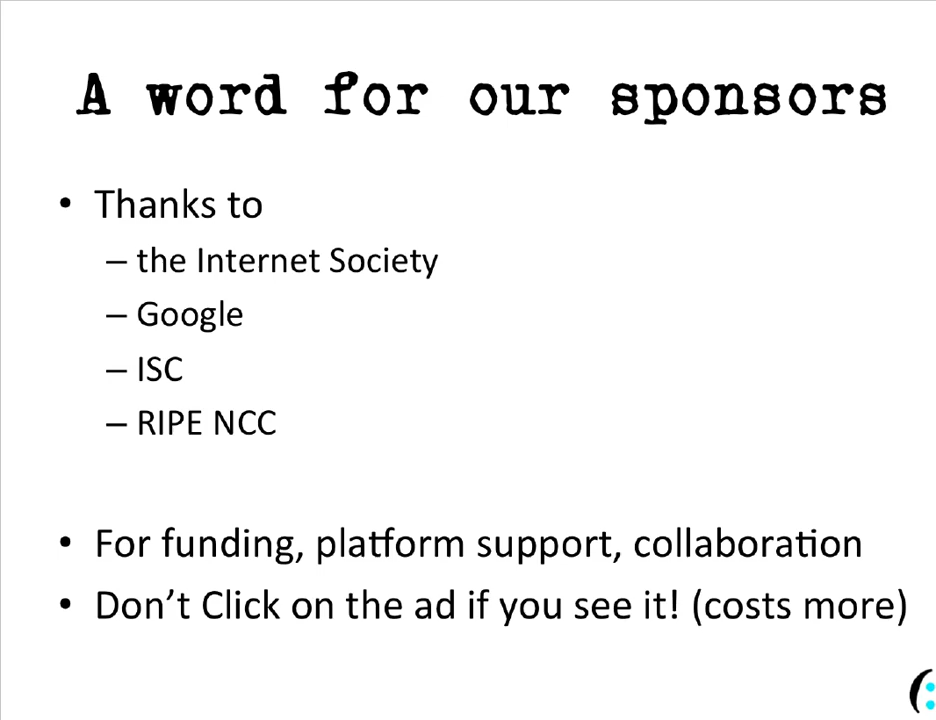 A word for our sponsors
• Thanks to
– the Internet Society
– Google
– ISC
– RIPE NCC
• For funding, platform support, collaboration
• Don’t Click on the ad if you see it! (costs more)
(: